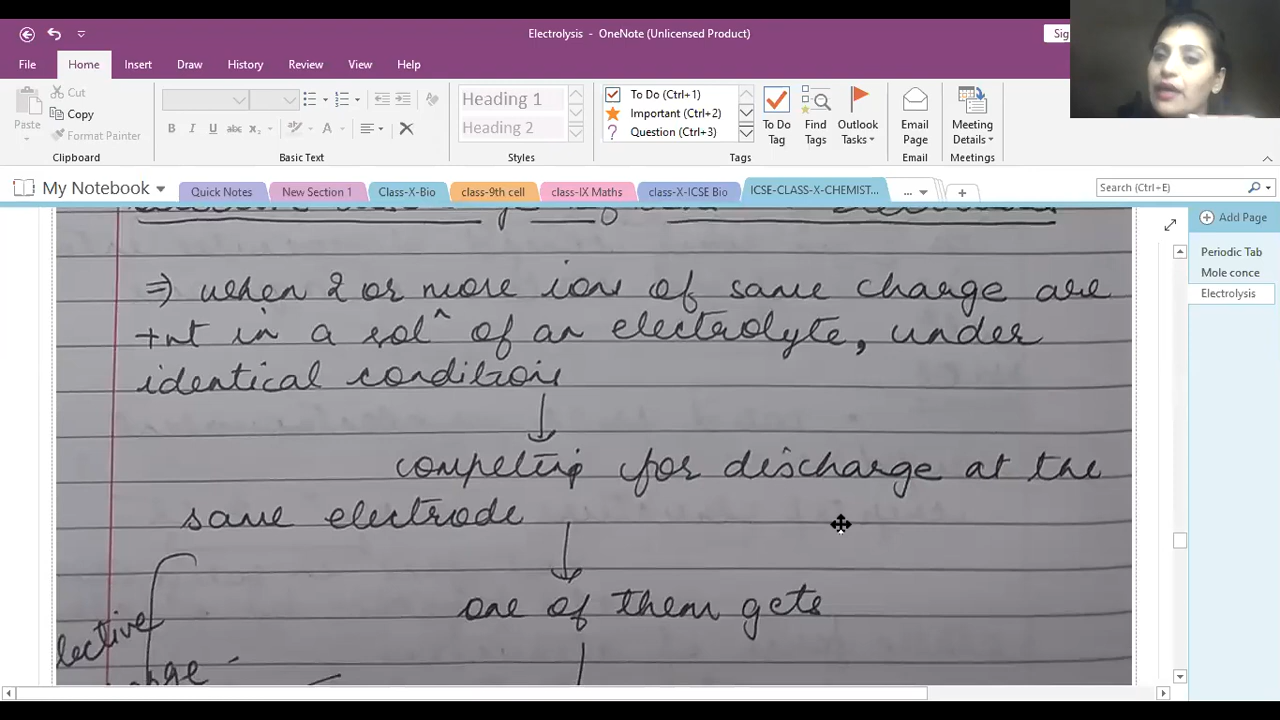 Electrolysis - OneNote (Unlicensed Product)
File Home Insert Draw History Review View Help
Cut
Copy
Format Painter
Paste
Clipboard
B I U abc x₂ A
Basic Text
Heading 1
Heading 2
Styles
To Do (Ctrl+1)
Important (Ctrl+2)
Question (Ctrl+3)
To Do Tag
Find Tags
Outlook Tasks
Tags
Email Page
Email
Meeting Details
Meetings
My Notebook Quick Notes New Section 1 Class-X-Bio class-9th cell class-IX Maths class-X-ICSE Bio ICSE-CLASS-X-CHEMIST... ...
Search (Ctrl+E)
Add Page
Periodic Tab
Mole conce
Electrolysis
⇒ when 2 or more ions of same charge are
+nt in a sol^n of an electrolyte, under
identical conditions
↓
competing for discharge at the
same electrode
↓
one of them gets
lective